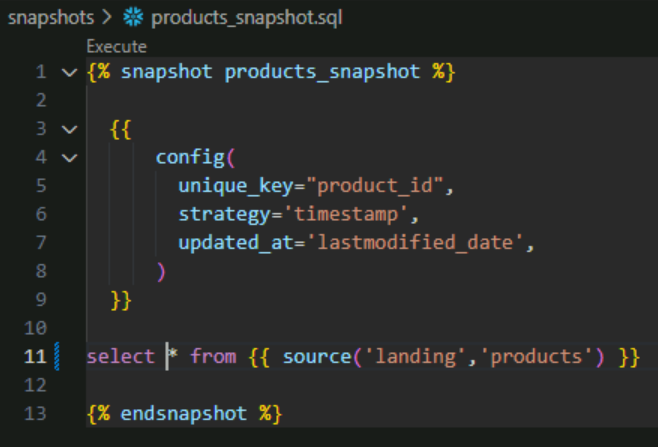 snapshots > products_snapshot.sql
Execute
1 {% snapshot products_snapshot %}
2
3 {{
4 config(
5 unique_key="product_id",
6 strategy='timestamp',
7 updated_at='lastmodified_date',
8 )
9 }}
10
11 select * from {{ source('landing','products') }}
12
13 {% endsnapshot %}